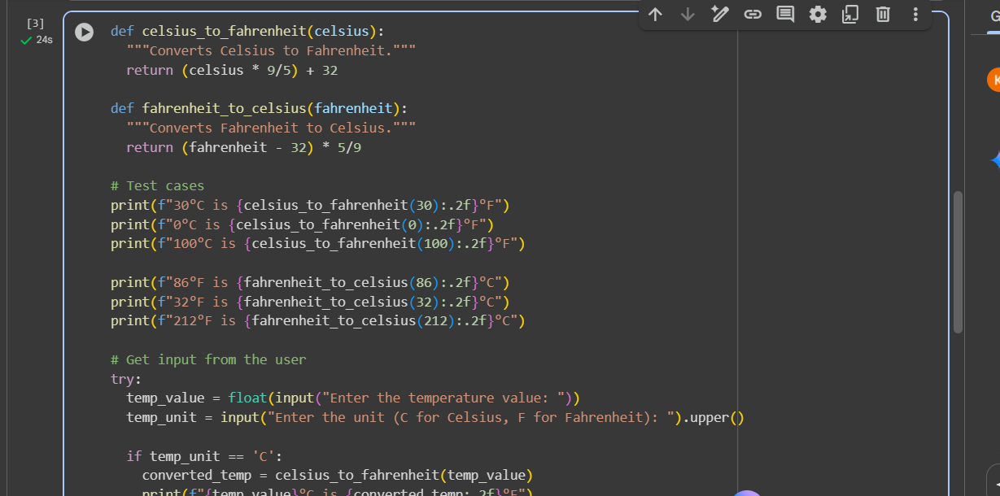 [3]
24s
def celsius_to_fahrenheit(celsius):
  """Converts Celsius to Fahrenheit."""
  return (celsius * 9/5) + 32

def fahrenheit_to_celsius(fahrenheit):
  """Converts Fahrenheit to Celsius."""
  return (fahrenheit - 32) * 5/9

# Test cases
print(f"30°C is {celsius_to_fahrenheit(30):.2f}°F")
print(f"0°C is {celsius_to_fahrenheit(0):.2f}°F")
print(f"100°C is {celsius_to_fahrenheit(100):.2f}°F")

print(f"86°F is {fahrenheit_to_celsius(86):.2f}°C")
print(f"32°F is {fahrenheit_to_celsius(32):.2f}°C")
print(f"212°F is {fahrenheit_to_celsius(212):.2f}°C")

# Get input from the user
try:
  temp_value = float(input("Enter the temperature value: "))
  temp_unit = input("Enter the unit (C for Celsius, F for Fahrenheit): ").upper()

  if temp_unit == 'C':
    converted_temp = celsius_to_fahrenheit(temp_value)
    print(f"{temp_value}°C is {converted_temp:.2f}°F")
G
K